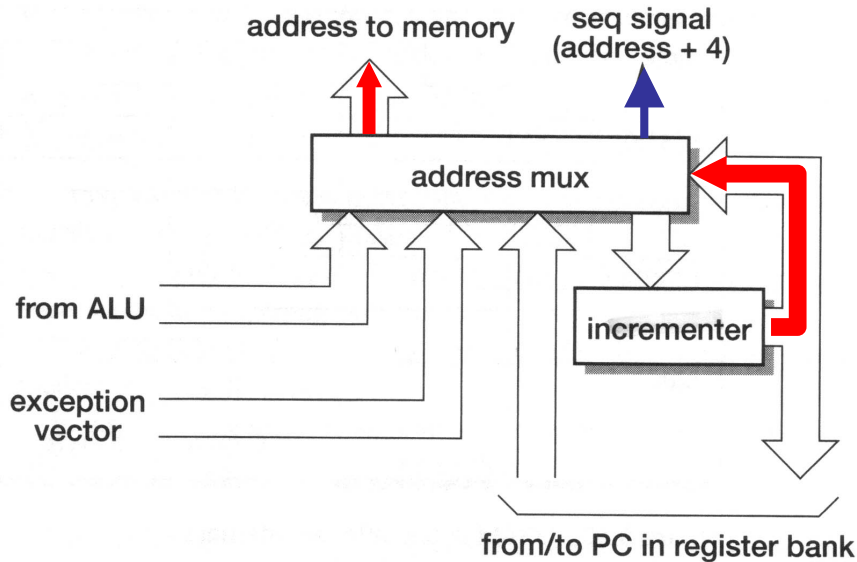 address to memory
seq signal
(address + 4)
address mux
from ALU
incrementer
exception
vector
from/to PC in register bank